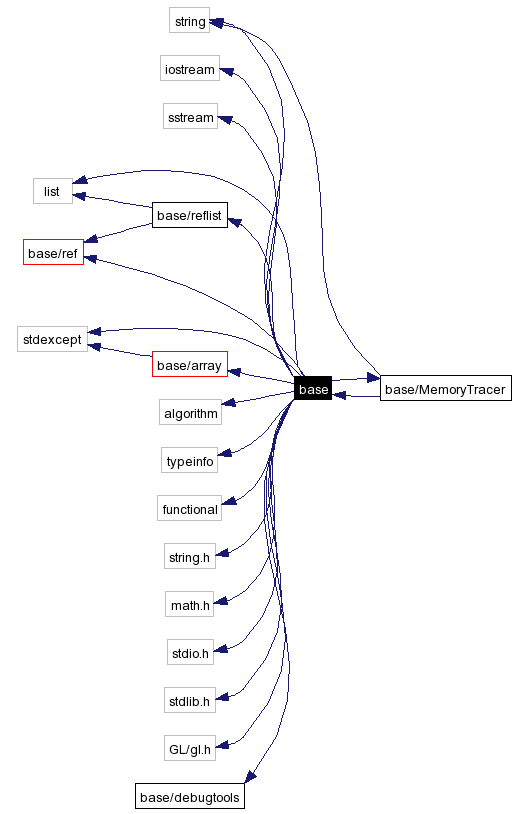 string
iostream
sstream
list
base/reflist
base/ref
stdexcept
base/array
base
base/MemoryTracer
algorithm
typeinfo
functional
string.h
math.h
stdio.h
stdlib.h
GL/gl.h
base/debugtools